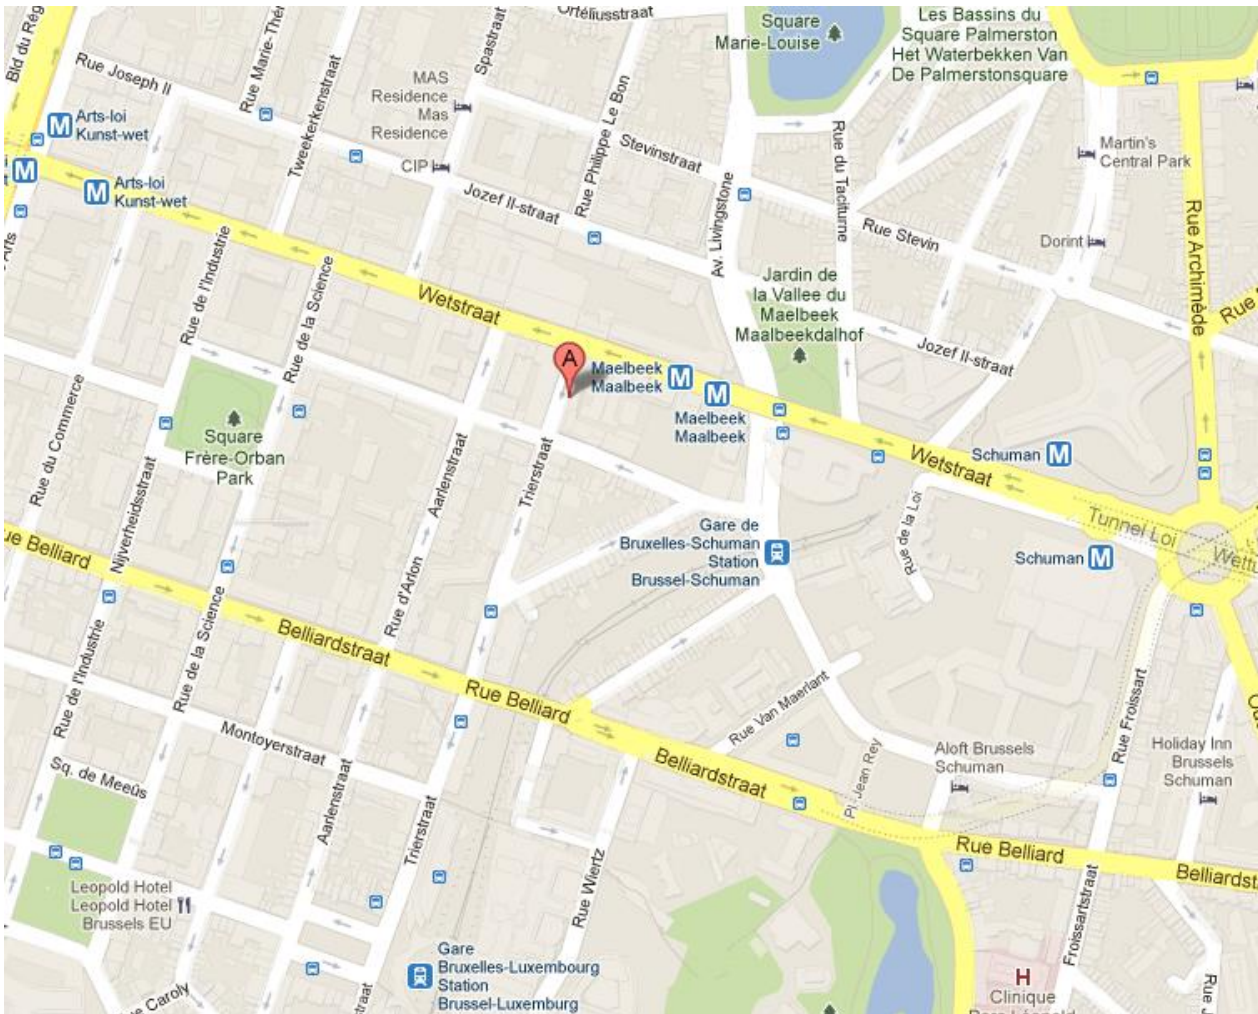 Ortéliusstraat
Square
Marie-Louise
Les Bassins du
Square Palmerston
Het Waterbekken Van
De Palmerstonsquare
Bld du Rég
Rue Joseph II
Rue Marie-Thér
Tweekerkenstraat
Spastraat
MAS
Residence
Mas
Residence
CIP
Rue Philippe Le Bon
Stevinstraat
Rue du Taciturne
Martin's
Central Park
M Arts-loi
Kunst-wet
M
M Arts-loi
Kunst-wet
Arts
Jozef II-straat
Av. Livingstone
Rue Stevin
Dorint
Rue Archimède
Rue
Rue de l'Industrie
Rue de la Science
Wetstraat
Jardin de
la Vallee du
Maelbeek
Maalbeekdalhof
Jozef II-straat
A
Maelbeek
Maalbeek M
M
Maelbeek
Maalbeek
Rue du Commerce
Square
Frère-Orban
Park
Aarlenstraat
Trierstraat
Wetstraat
Schuman M
Nijverheidsstraat
Rue de la Loi
Tunnel Loi
Gare de
Bruxelles-Schuman
Station
Brussel-Schuman
Schuman M
ue Belliard
Rue d'Arlon
Belliardstraat
Rue de l'Industrie
Rue de la Science
Rue Belliard
Rue Van Maerlant
Rue Froissart
Montoyerstraat
Sq. de Meeûs
Aarlenstraat
Trierstraat
Belliardstraat
Pl. Jean Rey
Aloft Brussels
Schuman
Holiday Inn
Brussels
Schuman
Rue Belliard
Belliardst
Rue Wiertz
Leopold Hotel
Leopold Hotel
Brussels EU
Froissartstraat
Gare
Bruxelles-Luxembourg
Station
Brussel-Luxemburg
straat
ue Caroly
H
Clinique
Rue J